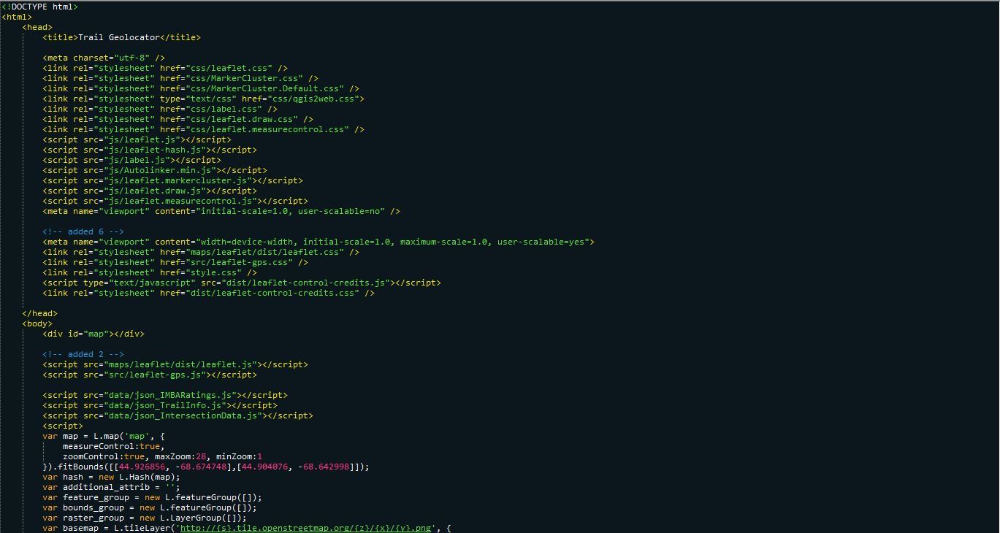 <!DOCTYPE html>
<html>
<head>
<title>Trail Geolocator</title>
<meta charset="utf-8" />
<link rel="stylesheet" href="css/leaflet.css" />
<link rel="stylesheet" href="css/MarkerCluster.css" />
<link rel="stylesheet" href="css/MarkerCluster.Default.css" />
<link rel="stylesheet" type="text/css" href="css/qgis2web.css">
<link rel="stylesheet" href="css/label.css" />
<link rel="stylesheet" href="css/leaflet.draw.css" />
<link rel="stylesheet" href="css/leaflet.measurecontrol.css" />
<script src="js/leaflet.js"></script>
<script src="js/leaflet-hash.js"></script>
<script src="js/label.js"></script>
<script src="js/Autolinker.min.js"></script>
<script src="js/leaflet.markercluster.js"></script>
<script src="js/leaflet.draw.js"></script>
<script src="js/leaflet.measurecontrol.js"></script>
<meta name="viewport" content="initial-scale=1.0, user-scalable=no" />
<!-- added 6 -->
<meta name="viewport" content="width=device-width, initial-scale=1.0, maximum-scale=1.0, user-scalable=yes">
<link rel="stylesheet" href="maps/leaflet/dist/leaflet.css" />
<link rel="stylesheet" href="src/leaflet-gps.css" />
<link rel="stylesheet" href="style.css" />
<script type="text/javascript" src="dist/leaflet-control-credits.js"></script>
<link rel="stylesheet" href="dist/leaflet-control-credits.css" />
</head>
<body>
<div id="map"></div>
<!-- added 2 -->
<script src="maps/leaflet/dist/leaflet.js"></script>
<script src="src/leaflet-gps.js"></script>
<script src="data/json_IMBARatings.js"></script>
<script src="data/json_TrailInfo.js"></script>
<script src="data/json_IntersectionData.js"></script>
<script>
var map = L.map('map', {
measureControl:true,
zoomControl:true, maxZoom:28, minZoom:1
}).fitBounds([[44.926856, -68.674748],[44.904076, -68.642998]]);
var hash = new L.Hash(map);
var additional_attrib = '';
var feature_group = new L.featureGroup([]);
var bounds_group = new L.featureGroup([]);
var raster_group = new L.LayerGroup([]);
var basemap = L.tileLayer('http://{s}.tile.openstreetmap.org/{z}/{x}/{y}.png', {